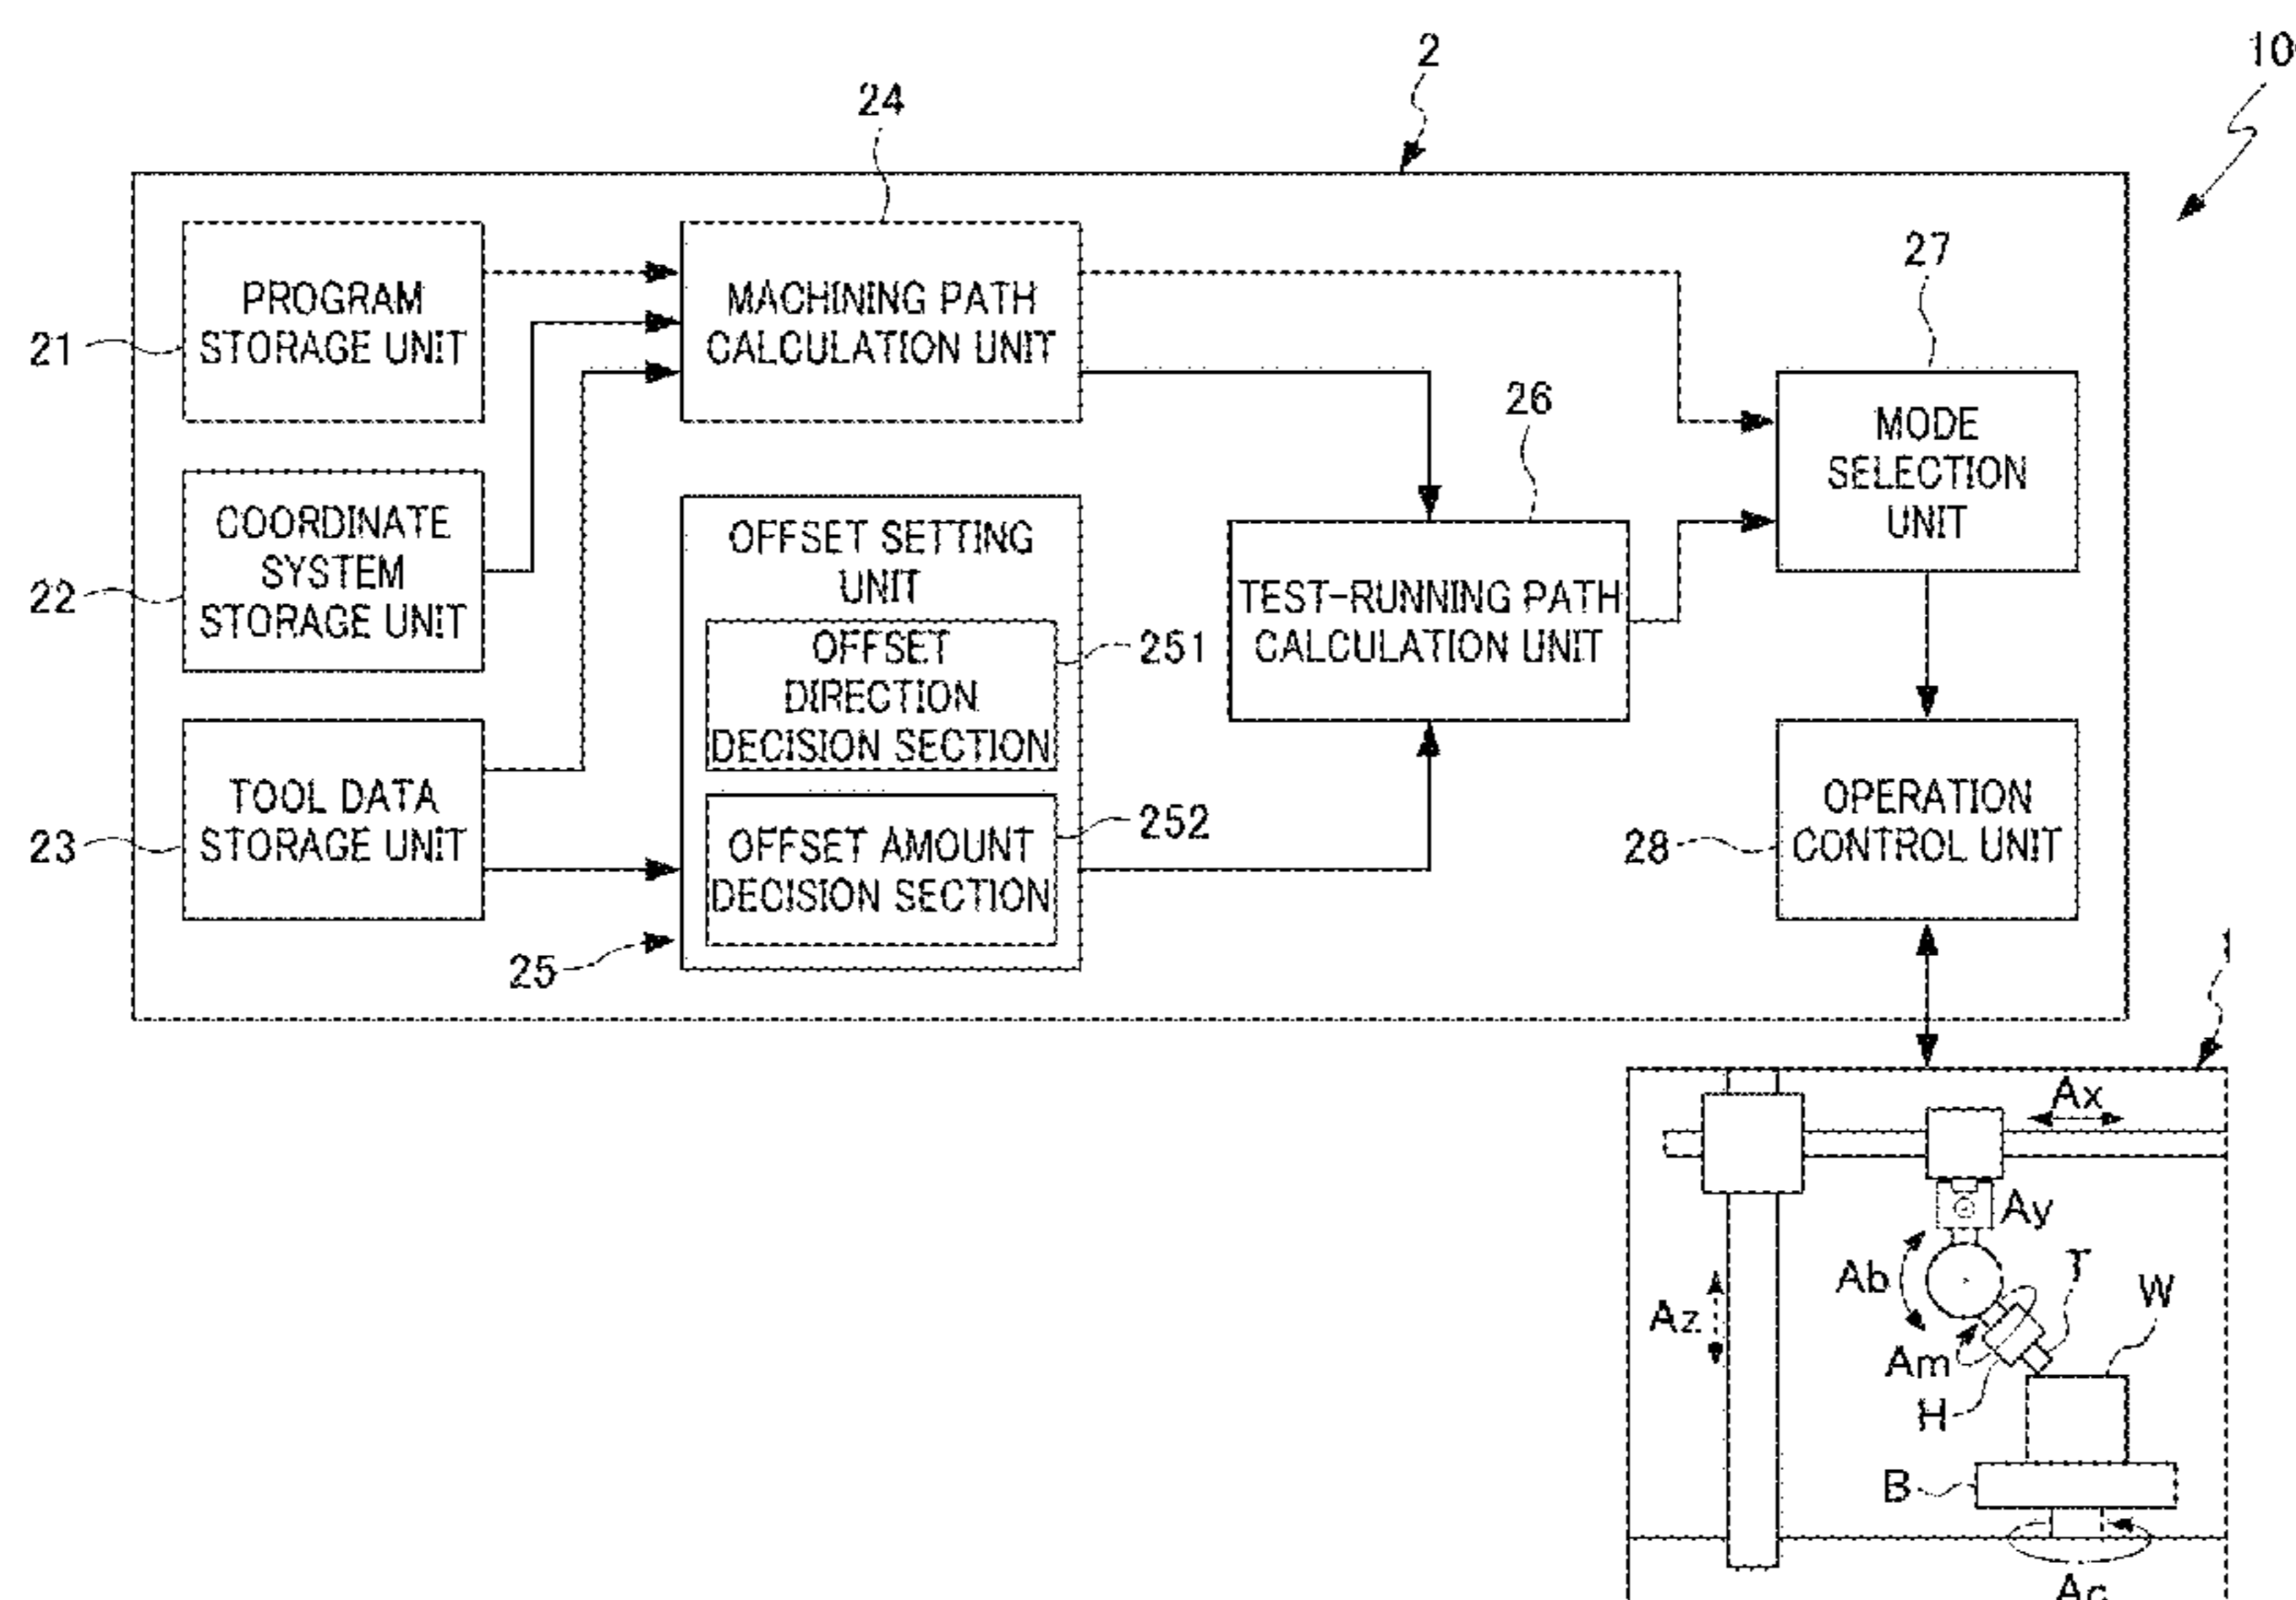 2
10
24
27
PROGRAM
STORAGE UNIT
21
MACHINING PATH
CALCULATION UNIT
26
MODE
SELECTION
UNIT
COORDINATE
SYSTEM
STORAGE UNIT
22
OFFSET SETTING
UNIT
OFFSET
DIRECTION
DECISION SECTION
251
TEST-RUNNING PATH
CALCULATION UNIT
TOOL DATA
STORAGE UNIT
23
OFFSET AMOUNT
DECISION SECTION
252
25
OPERATION
CONTROL UNIT
28
1
Ax
Ay
Ab
T
W
Az
Am
H
B
Ac